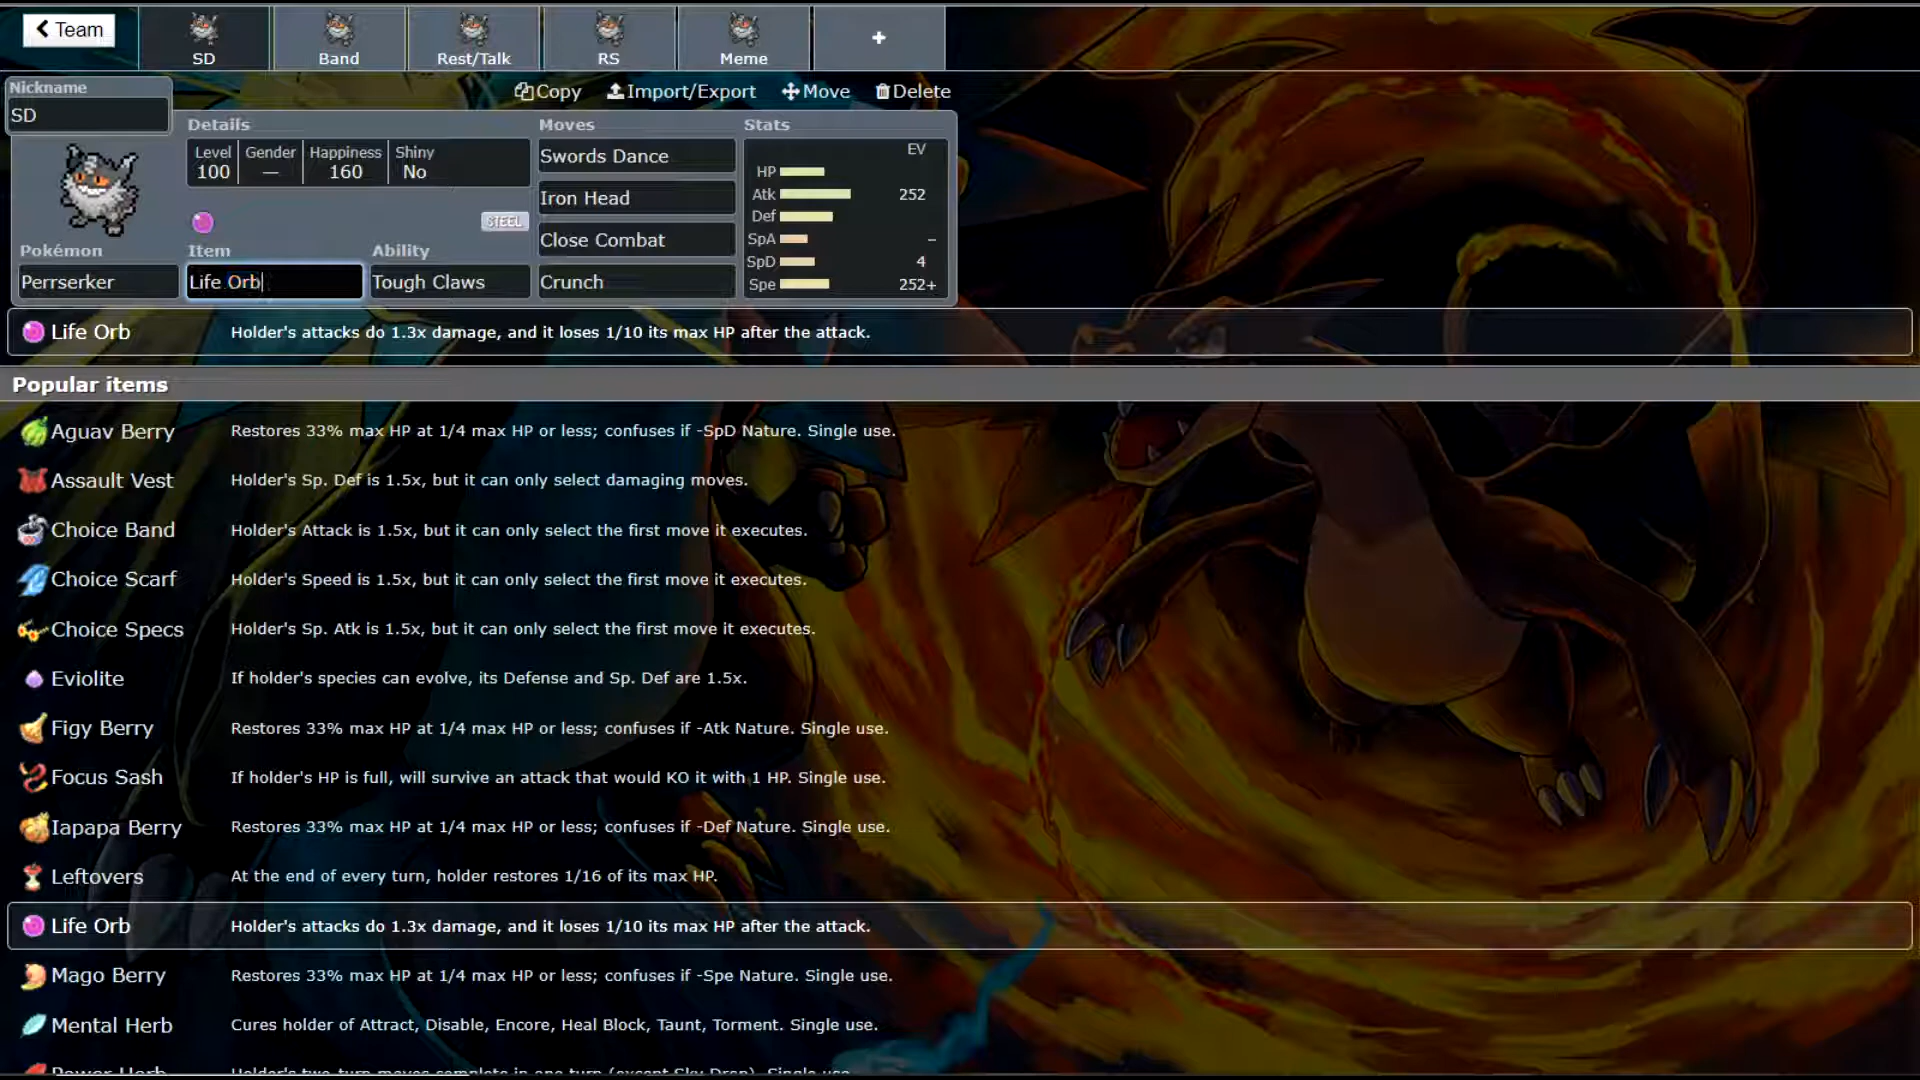 Team
SD
Band
Rest/Talk
RS
Meme
+
Nickname
SD
Copy
Import/Export
Move
Delete
Details
Moves
Stats
Level
Gender
Happiness
Shiny
100
—
160
No
STEEL
Pokémon
Item
Ability
Perrserker
Life Orb
Tough Claws
Swords Dance
Iron Head
Close Combat
Crunch
EV
HP
Atk 252
Def
SpA –
SpD 4
Spe 252+
Life Orb Holder's attacks do 1.3x damage, and it loses 1/10 its max HP after the attack.
Popular items
Aguav Berry Restores 33% max HP at 1/4 max HP or less; confuses if -SpD Nature. Single use.
Assault Vest Holder's Sp. Def is 1.5x, but it can only select damaging moves.
Choice Band Holder's Attack is 1.5x, but it can only select the first move it executes.
Choice Scarf Holder's Speed is 1.5x, but it can only select the first move it executes.
Choice Specs Holder's Sp. Atk is 1.5x, but it can only select the first move it executes.
Eviolite If holder's species can evolve, its Defense and Sp. Def are 1.5x.
Figy Berry Restores 33% max HP at 1/4 max HP or less; confuses if -Atk Nature. Single use.
Focus Sash If holder's HP is full, will survive an attack that would KO it with 1 HP. Single use.
Iapapa Berry Restores 33% max HP at 1/4 max HP or less; confuses if -Def Nature. Single use.
Leftovers At the end of every turn, holder restores 1/16 of its max HP.
Life Orb Holder's attacks do 1.3x damage, and it loses 1/10 its max HP after the attack.
Mago Berry Restores 33% max HP at 1/4 max HP or less; confuses if -Spe Nature. Single use.
Mental Herb Cures holder of Attract, Disable, Encore, Heal Block, Taunt, Torment. Single use.
Power Herb Holder's two-turn moves complete in one turn (except Sky Drop). Single use.